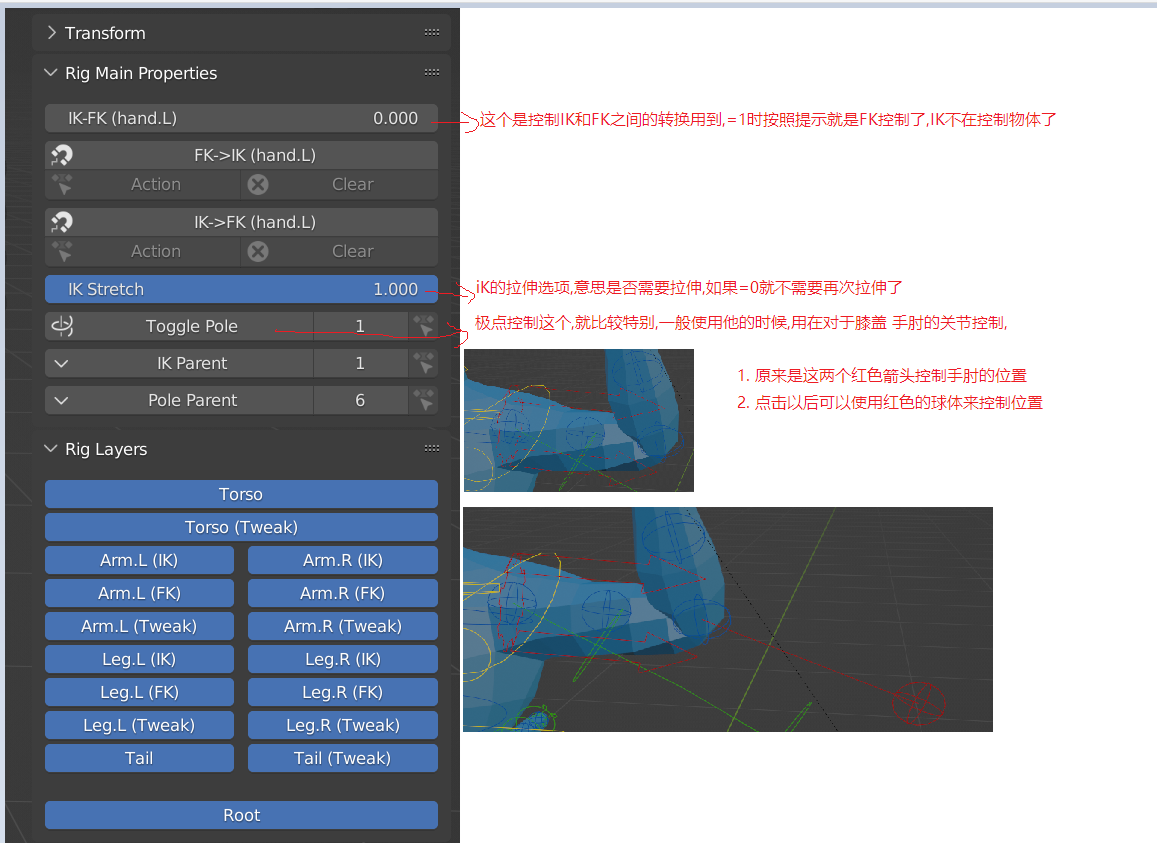 Transform
Rig Main Properties
IK-FK (hand.L) 0.000
这个是控制IK和FK之间的转换用到,=1时按照提示就是FK控制了,IK不在控制物体了
FK->IK (hand.L)
Action Clear
IK->FK (hand.L)
Action Clear
IK Stretch 1.000
iK的拉伸选项,意思是否需要拉伸,如果=0就不需要再次拉伸了
Toggle Pole 1
极点控制这个,就比较特别,一般使用他的时候,用在对于膝盖 手肘的关节控制,
IK Parent 1
1. 原来是这两个红色箭头控制手肘的位置
Pole Parent 6
2. 点击以后可以使用红色的球体来控制位置
Rig Layers
Torso
Torso (Tweak)
Arm.L (IK) Arm.R (IK)
Arm.L (FK) Arm.R (FK)
Arm.L (Tweak) Arm.R (Tweak)
Leg.L (IK) Leg.R (IK)
Leg.L (FK) Leg.R (FK)
Leg.L (Tweak) Leg.R (Tweak)
Tail Tail (Tweak)
Root